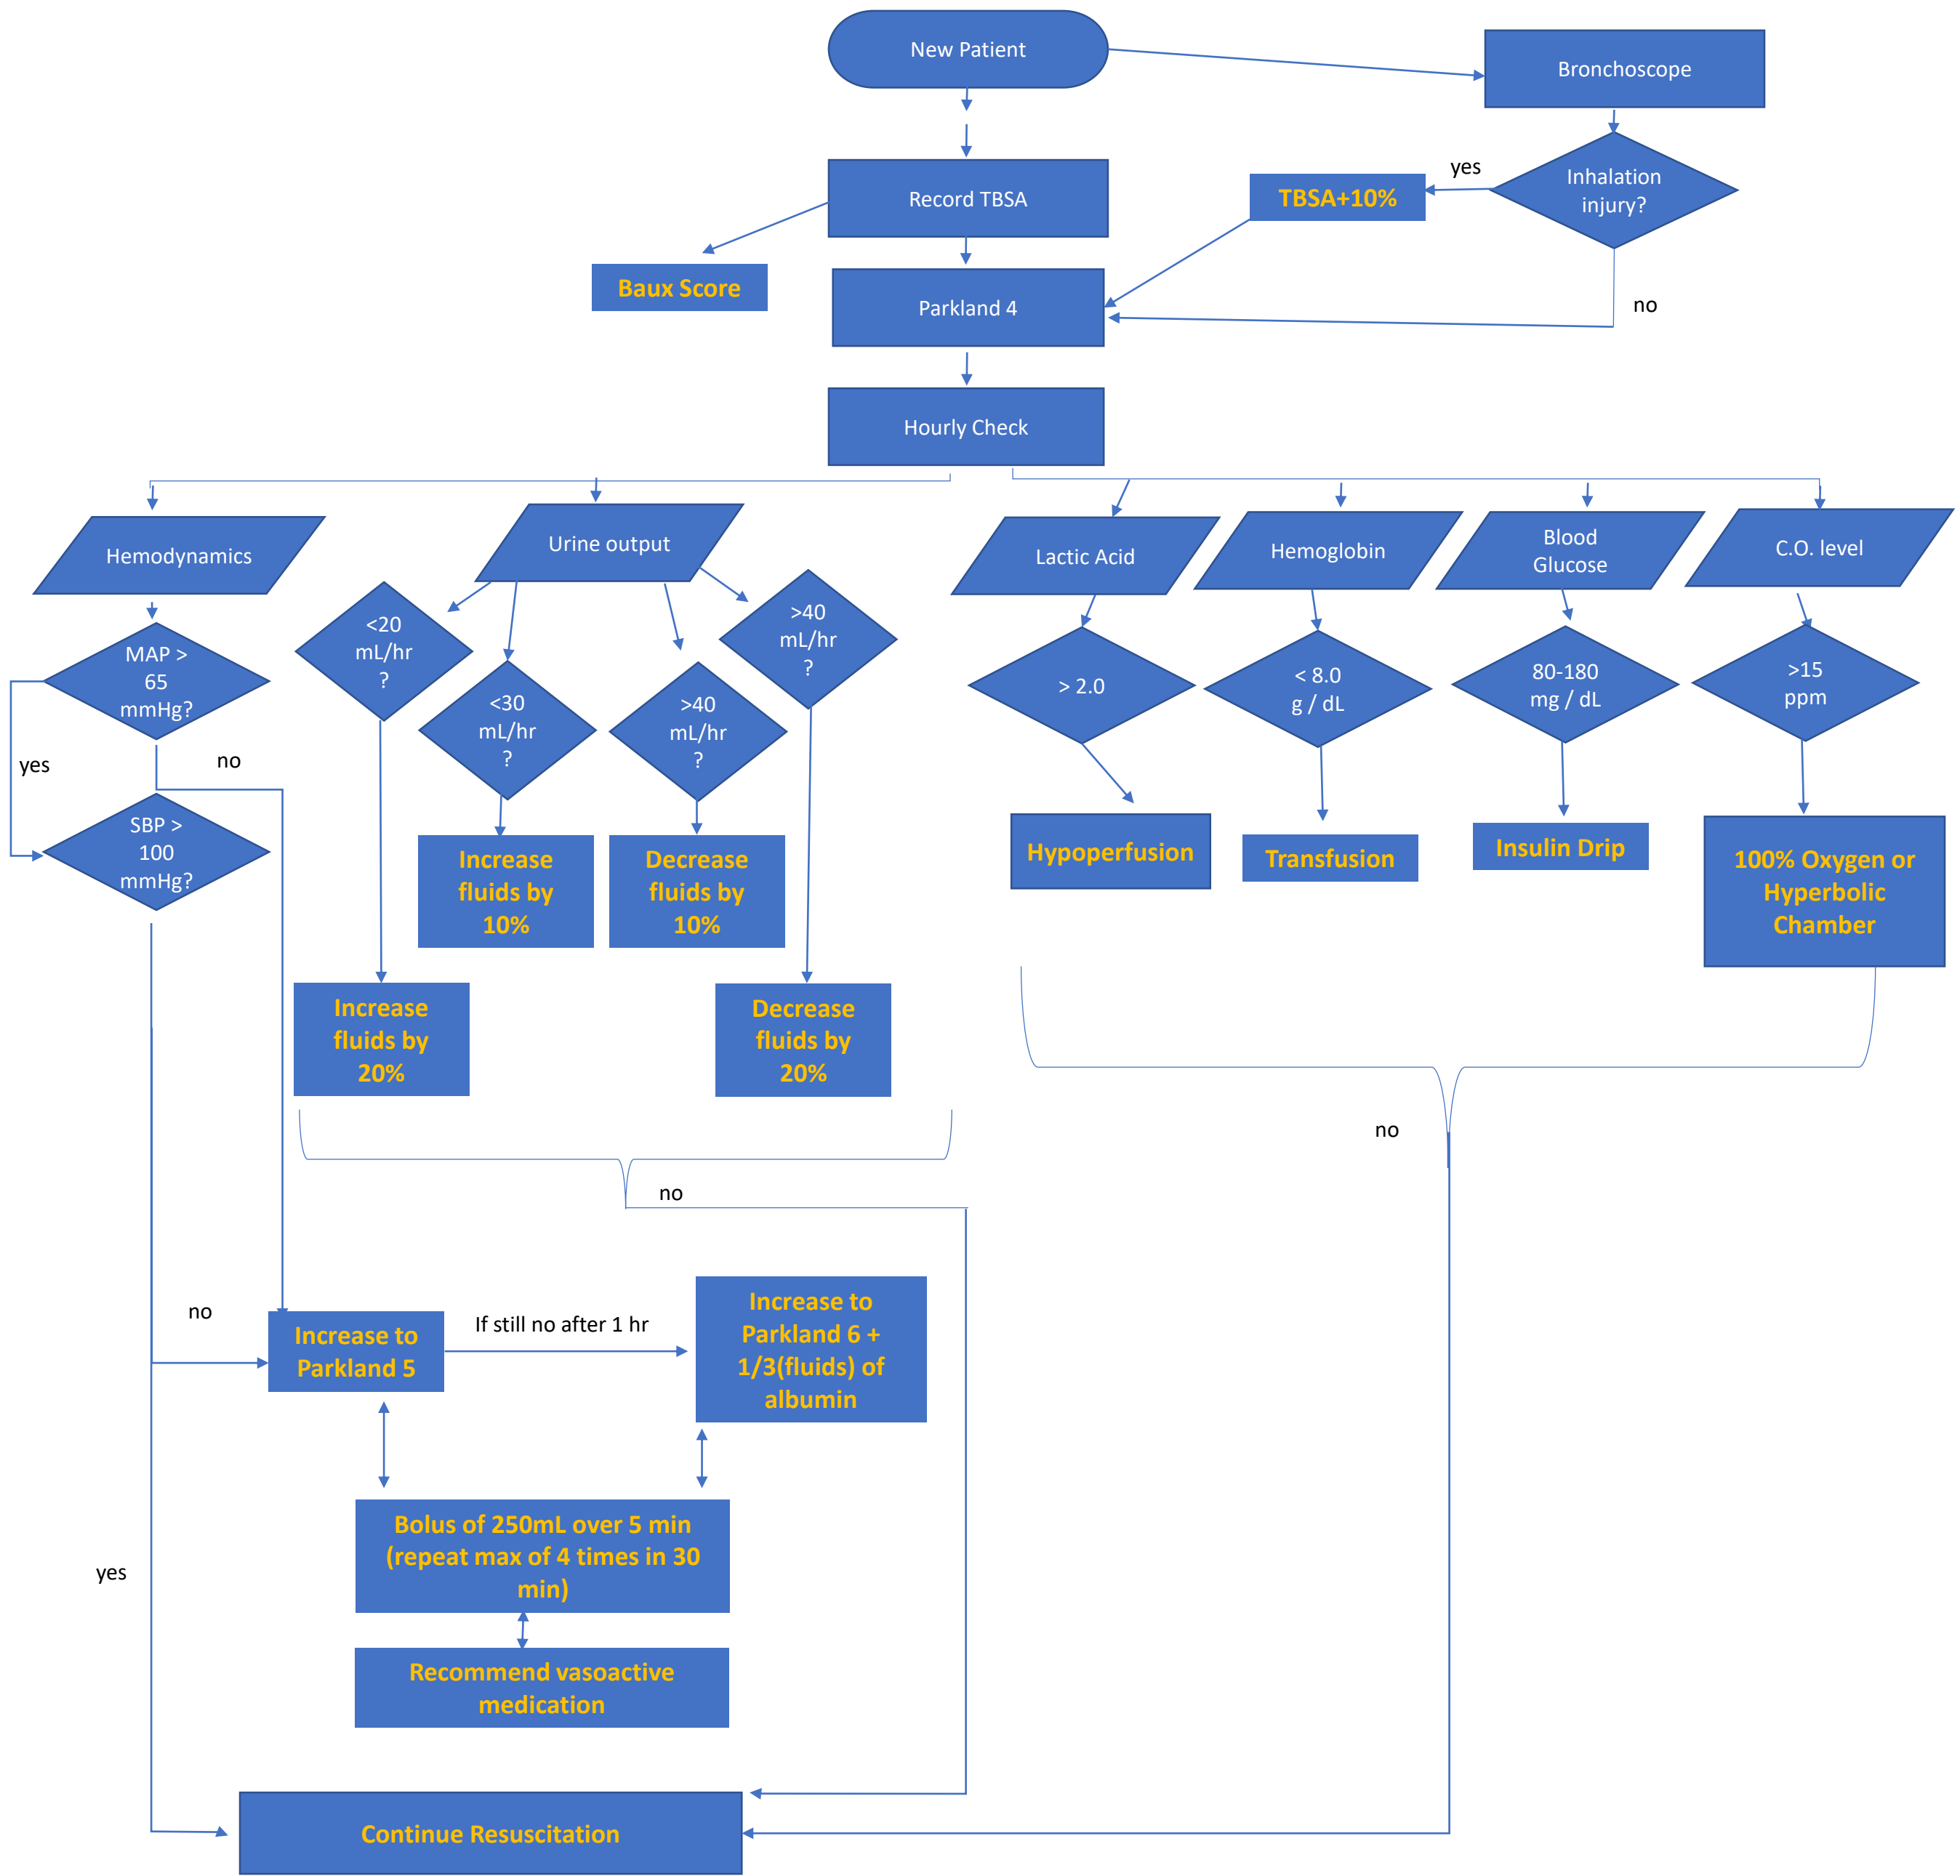 New Patient
Bronchoscope
Inhalation
injury?
yes
TBSA+10%
Record TBSA
Baux Score
no
Parkland 4
Hourly Check
Hemodynamics
Urine output
Lactic Acid
Hemoglobin
Blood
Glucose
C.O. level
MAP >
65
mmHg?
<20
mL/hr
?
<30
mL/hr
?
>40
mL/hr
?
>40
mL/hr
?
> 2.0
< 8.0
g / dL
80-180
mg / dL
>15
ppm
yes
no
SBP >
100
mmHg?
Increase
fluids by
10%
Decrease
fluids by
10%
Hypoperfusion
Transfusion
Insulin Drip
100% Oxygen or
Hyperbolic
Chamber
Increase
fluids by
20%
Decrease
fluids by
20%
no
no
no
Increase to
Parkland 5
If still no after 1 hr
Increase to
Parkland 6 +
1/3(fluids) of
albumin
Bolus of 250mL over 5 min
(repeat max of 4 times in 30
min)
yes
Recommend vasoactive
medication
Continue Resuscitation